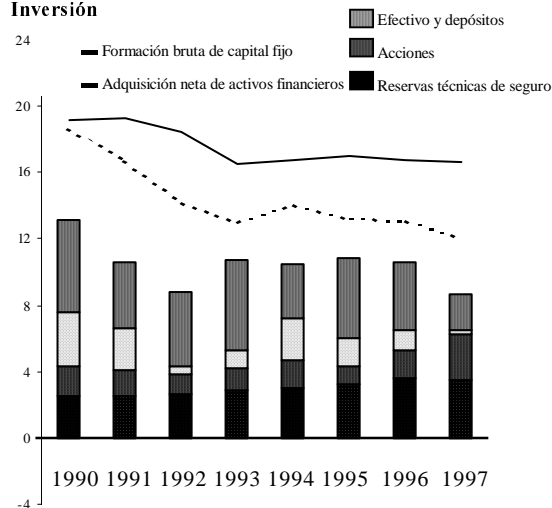 Inversión
Efectivo y depósitos
Formación bruta de capital fijo
Acciones
Adquisición neta de activos financieros
Reservas técnicas de seguro
24
20
16
12
8
4
0
1990 1991 1992 1993 1994 1995 1996 1997
-4